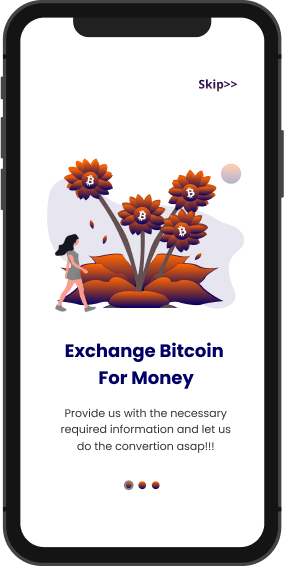 Skip>>
Exchange Bitcoin
For Money
Provide us with the necessary
required information and let us
do the convertion asap!!!